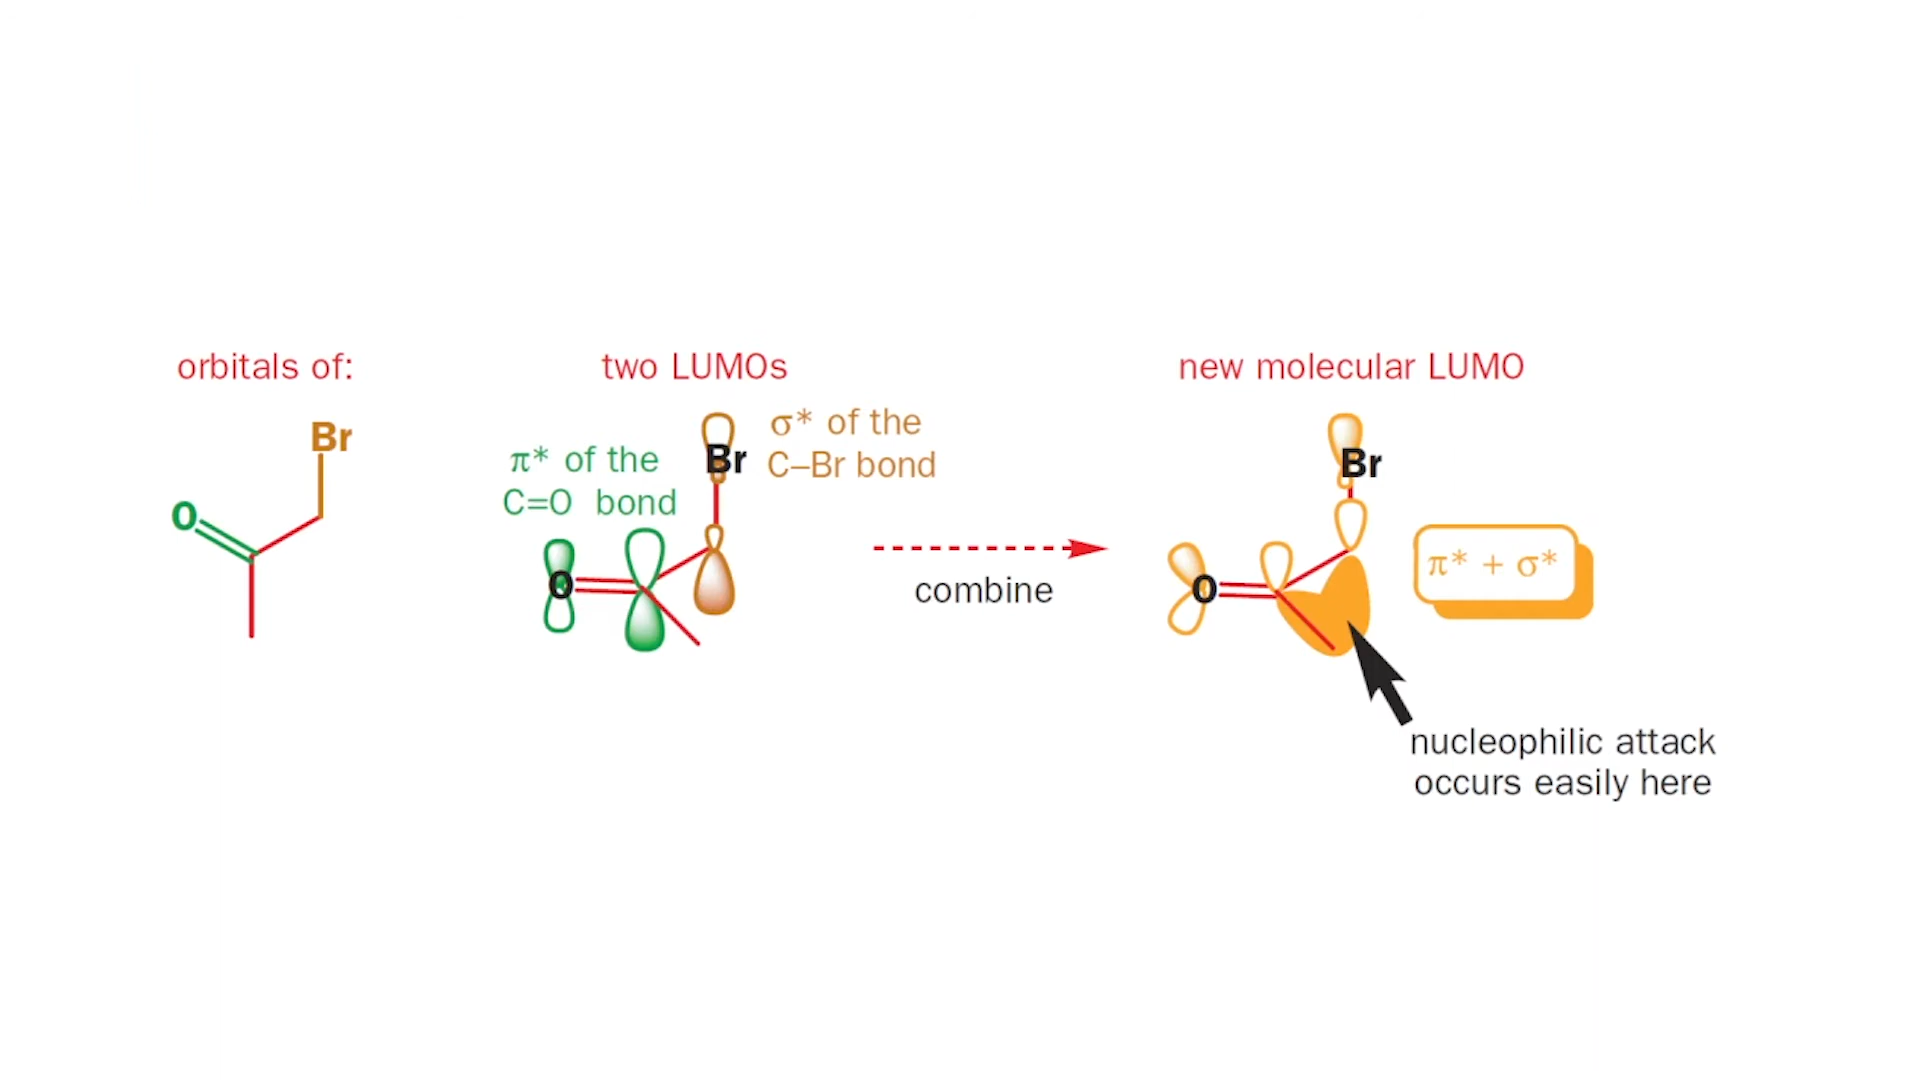 orbitals of:
Br
O
two LUMOs
π* of the
C=O bond
σ* of the
C–Br bond
Br
O
combine
new molecular LUMO
Br
O
π* + σ*
nucleophilic attack
occurs easily here